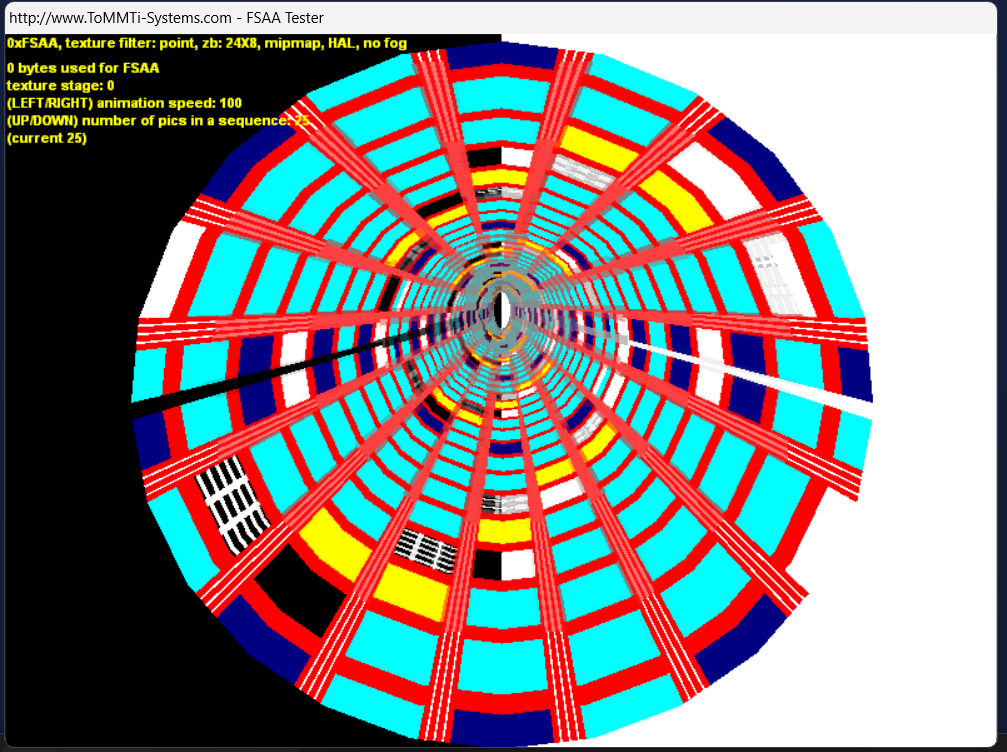 http://www.ToMMTi-Systems.com - FSAA Tester
0xFSAA, texture filter: point, zb: 24X8, mipmap, HAL, no fog
0 bytes used for FSAA
texture stage: 0
(LEFT/RIGHT) animation speed: 100
(UP/DOWN) number of pics in a sequence: 25
(current 25)